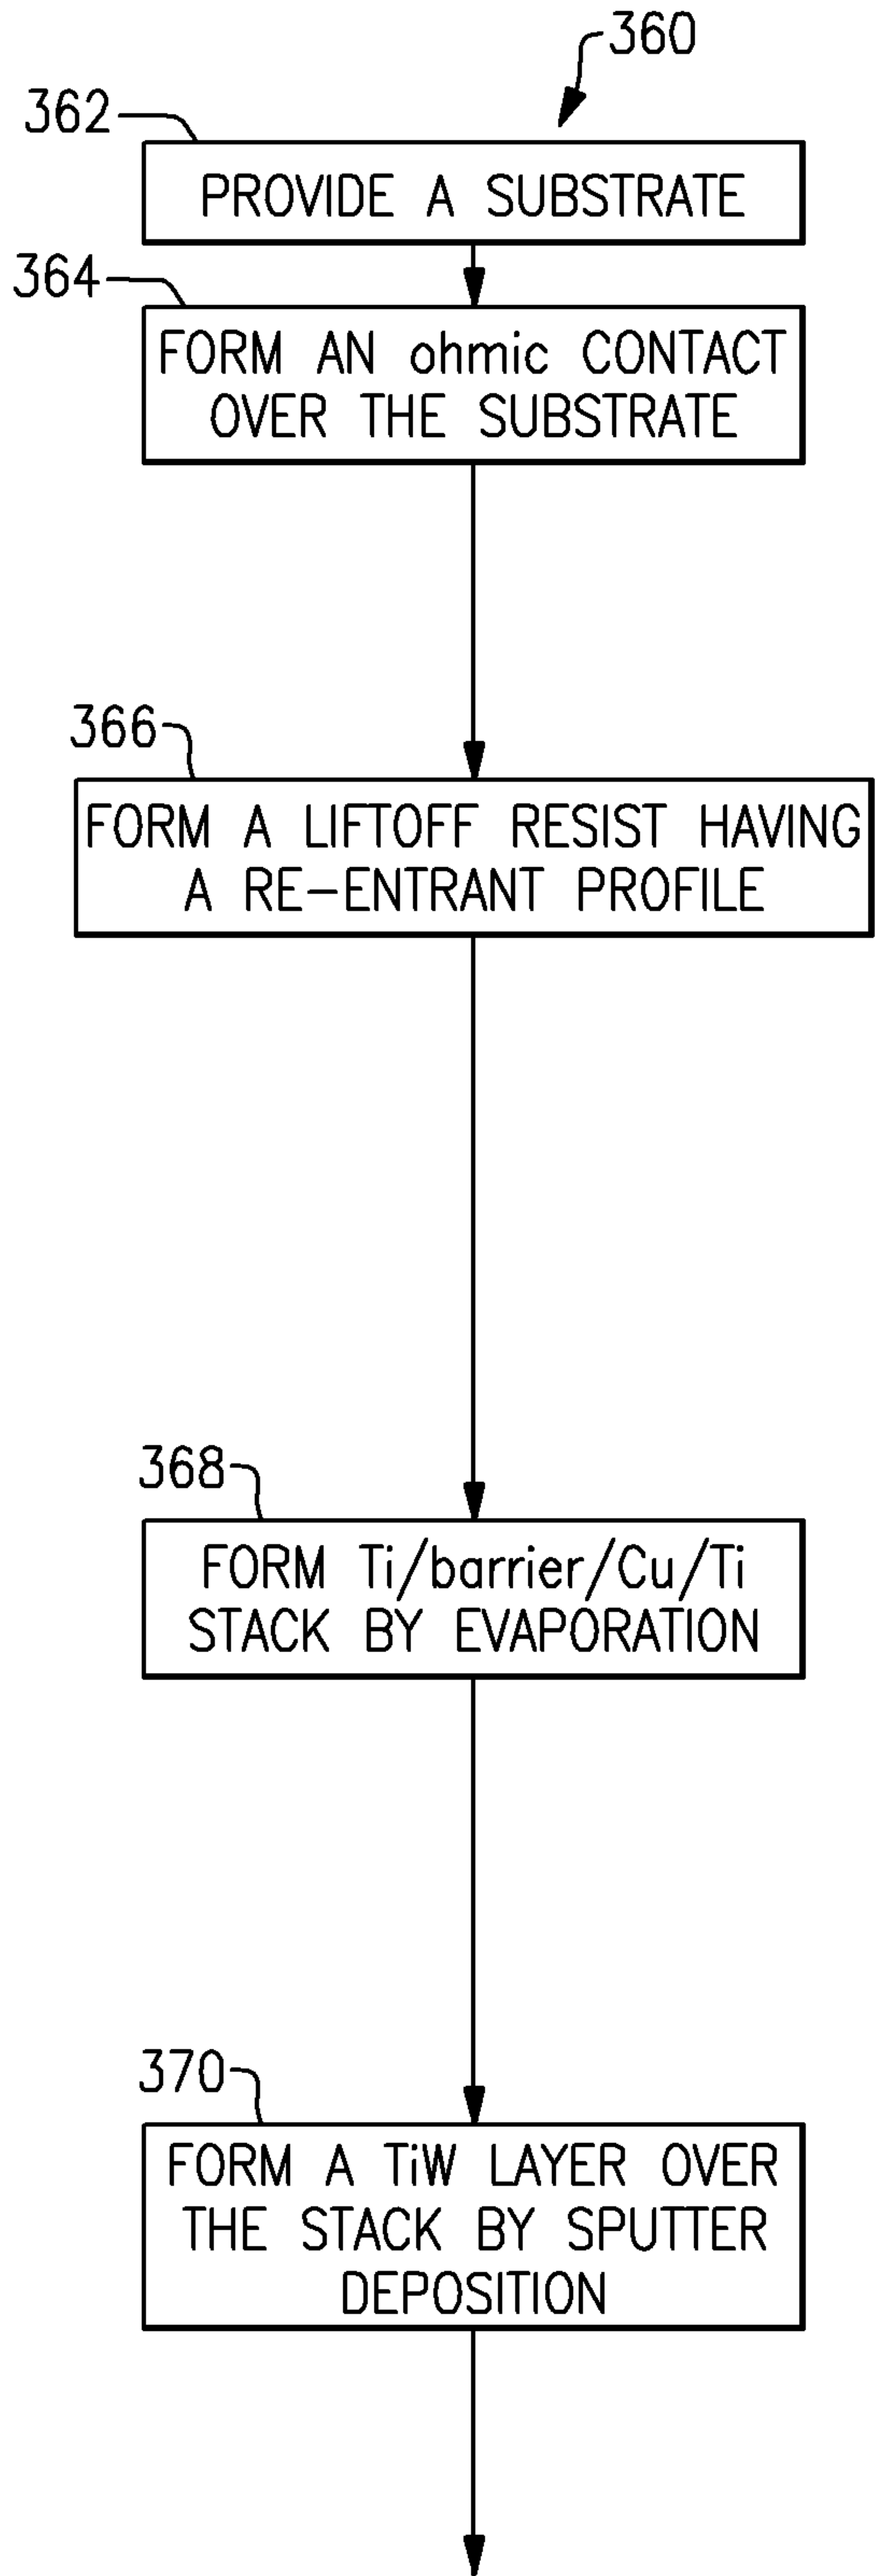 360
362
PROVIDE A SUBSTRATE
364
FORM AN ohmic CONTACT
OVER THE SUBSTRATE
366
FORM A LIFTOFF RESIST HAVING
A RE-ENTRANT PROFILE
368
FORM Ti/barrier/Cu/Ti
STACK BY EVAPORATION
370
FORM A TiW LAYER OVER
THE STACK BY SPUTTER
DEPOSITION